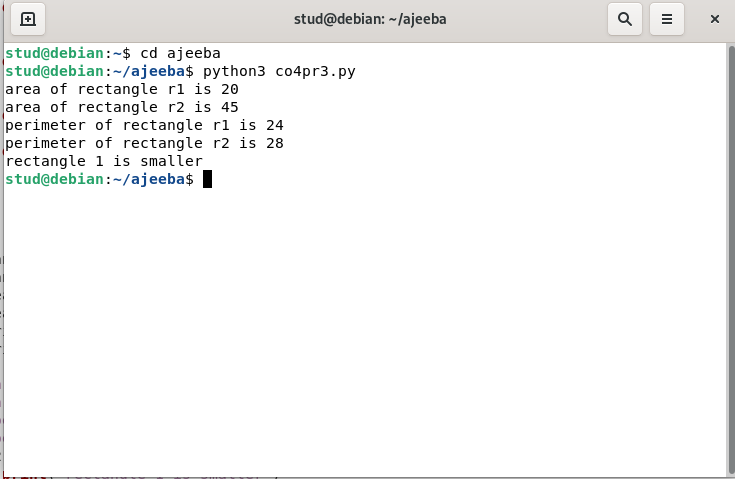 stud@debian: ~/ajeeba
stud@debian:~$ cd ajeeba
stud@debian:~/ajeeba$ python3 co4pr3.py
area of rectangle r1 is 20
area of rectangle r2 is 45
perimeter of rectangle r1 is 24
perimeter of rectangle r2 is 28
rectangle 1 is smaller
stud@debian:~/ajeeba$